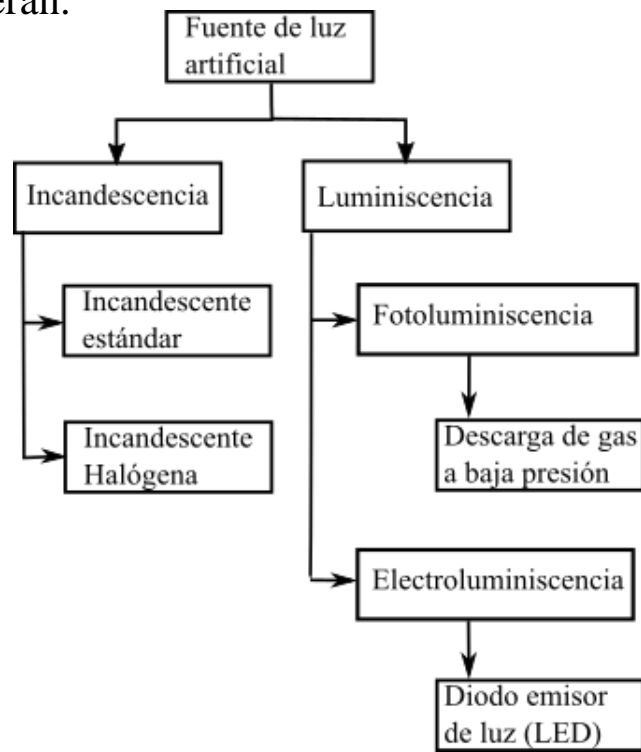 Fuente de luz
artificial
Incandescencia
Luminiscencia
Incandescente
estándar
Fotoluminiscencia
Incandescente
Halógena
Descarga de gas
a baja presión
Electroluminiscencia
Diodo emisor
de luz (LED)